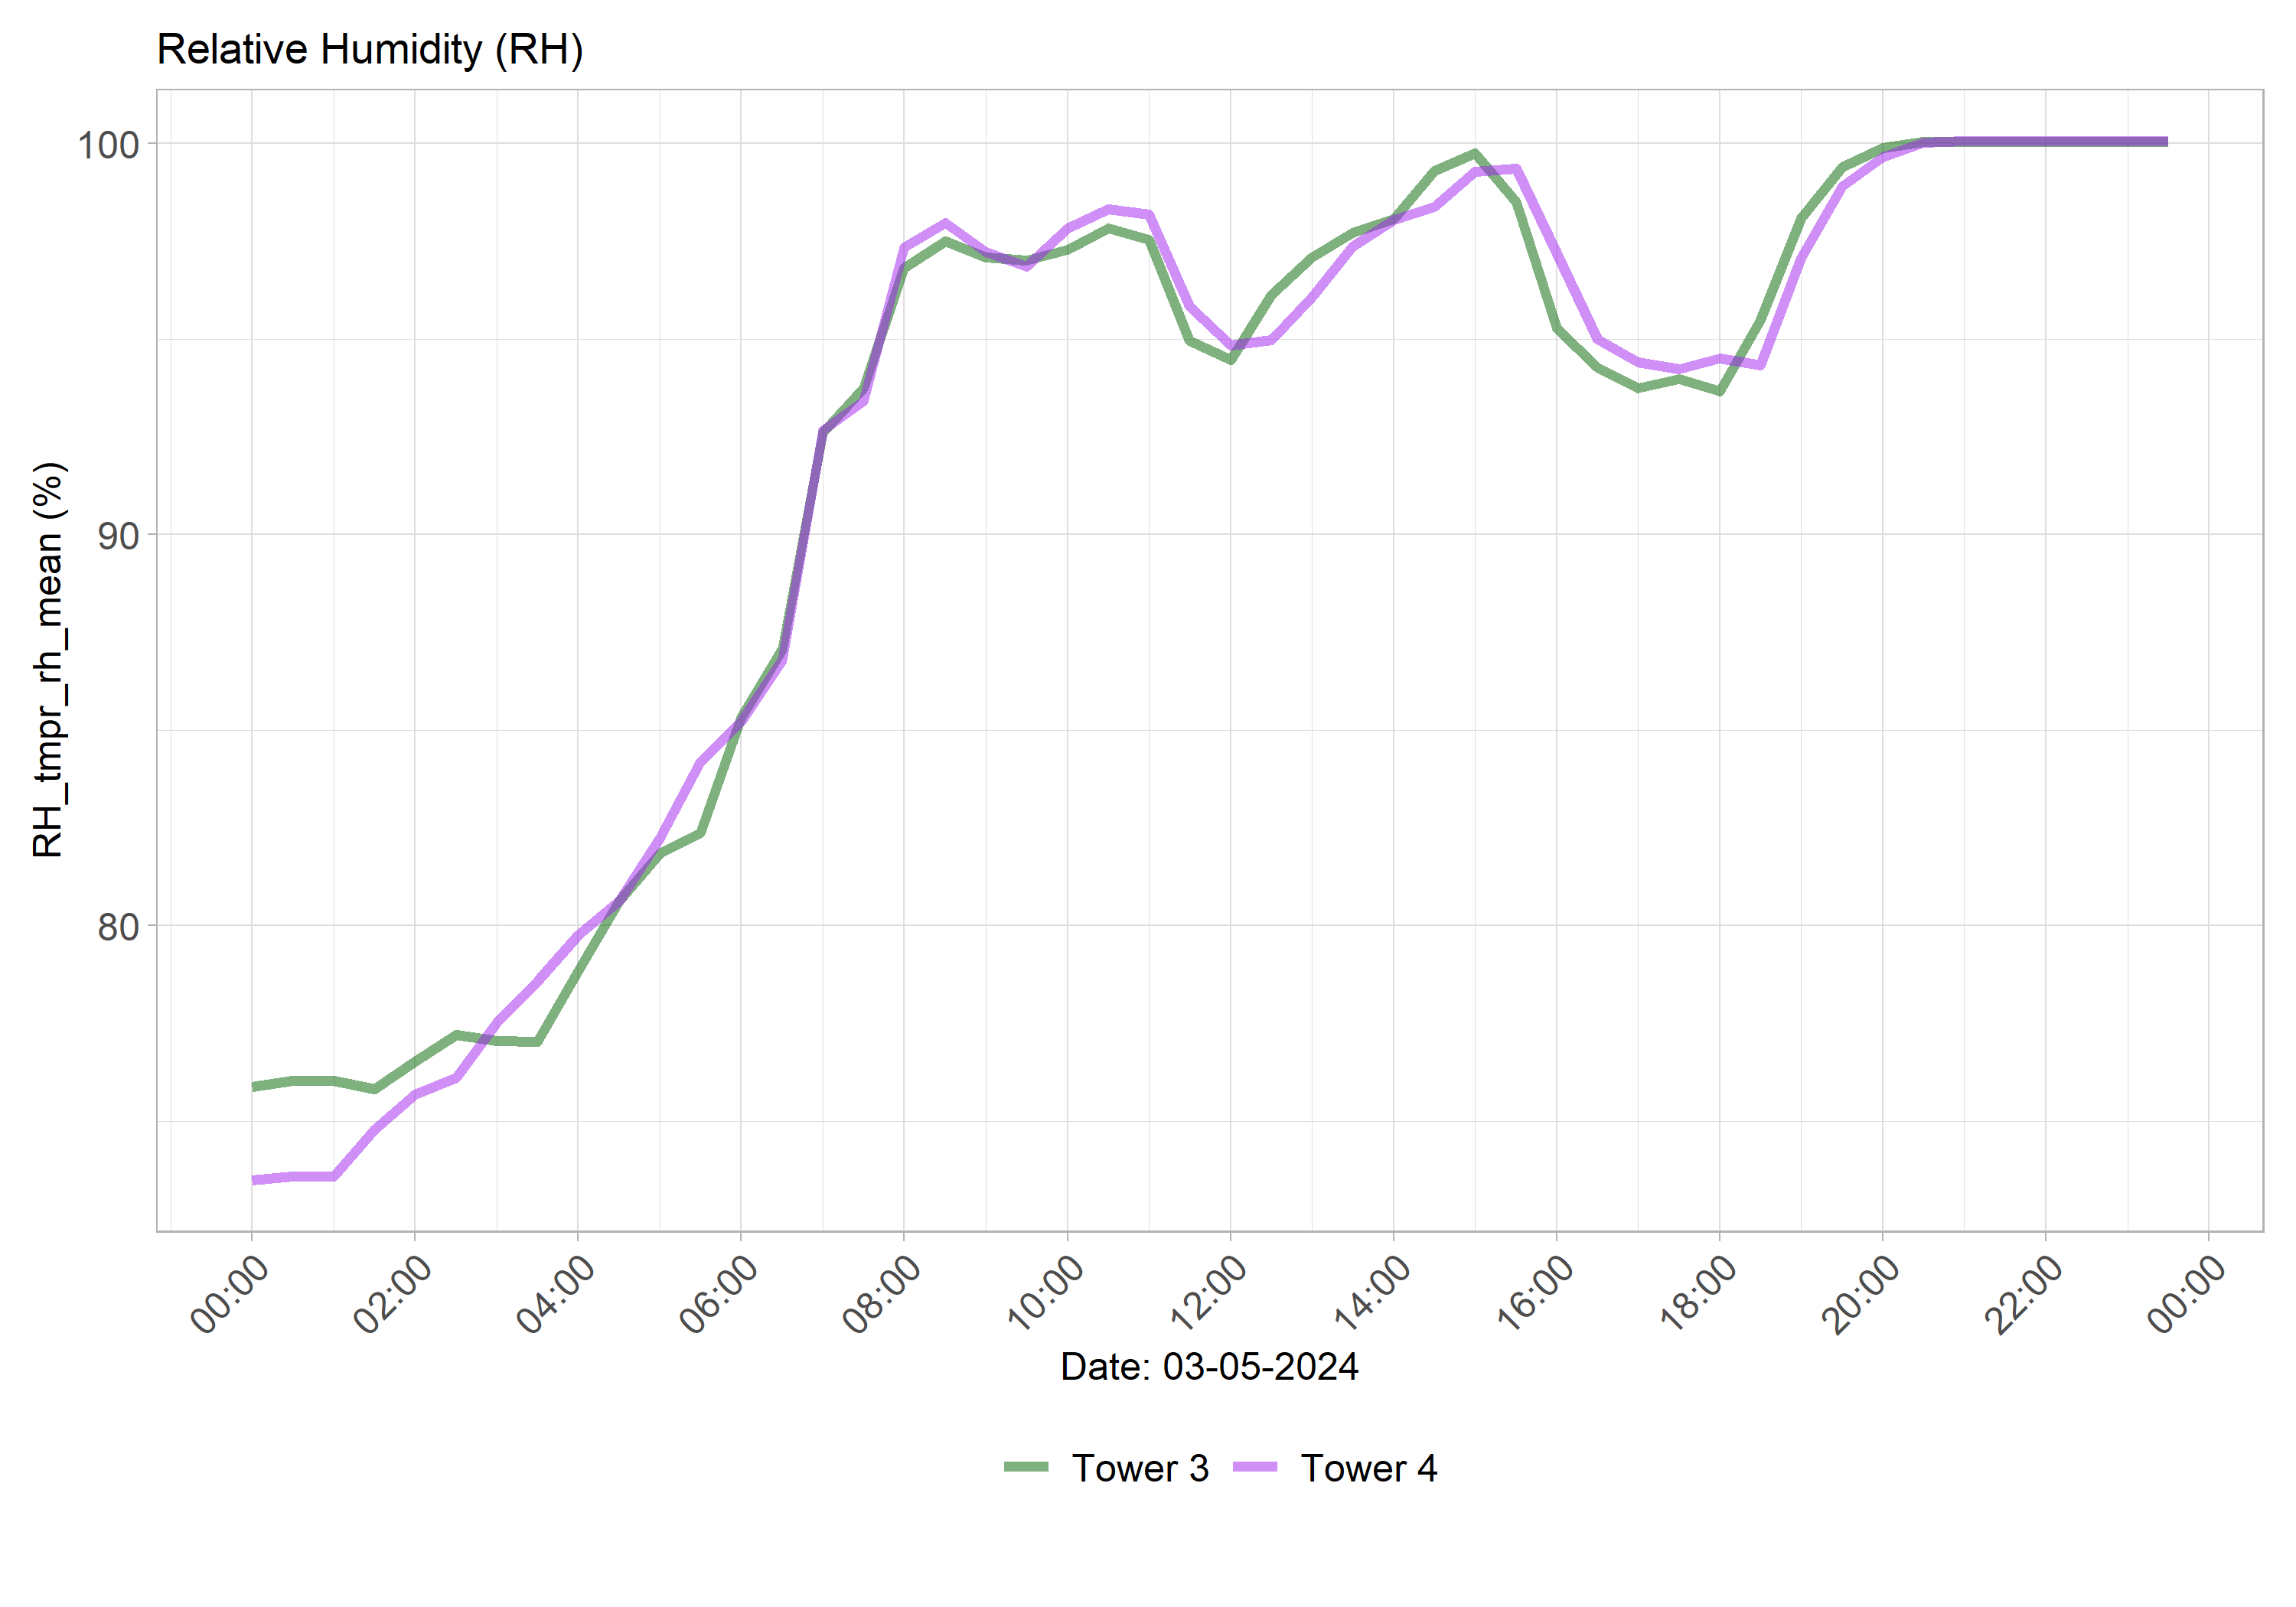 Relative Humidity (RH)
RH_tmpr_rh_mean (%)
100
90
80
00:00 02:00 04:00 06:00 08:00 10:00 12:00 14:00 16:00 18:00 20:00 22:00 00:00
Date: 03-05-2024
Tower 3 Tower 4